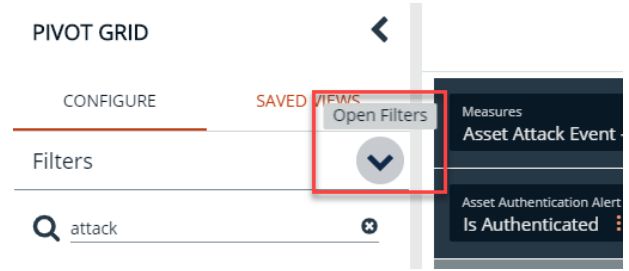 PIVOT GRID
CONFIGURE
SAVED VIEWS
Open Filters
Filters
attack
Measures
Asset Attack Event -
Asset Authentication Alert
Is Authenticated